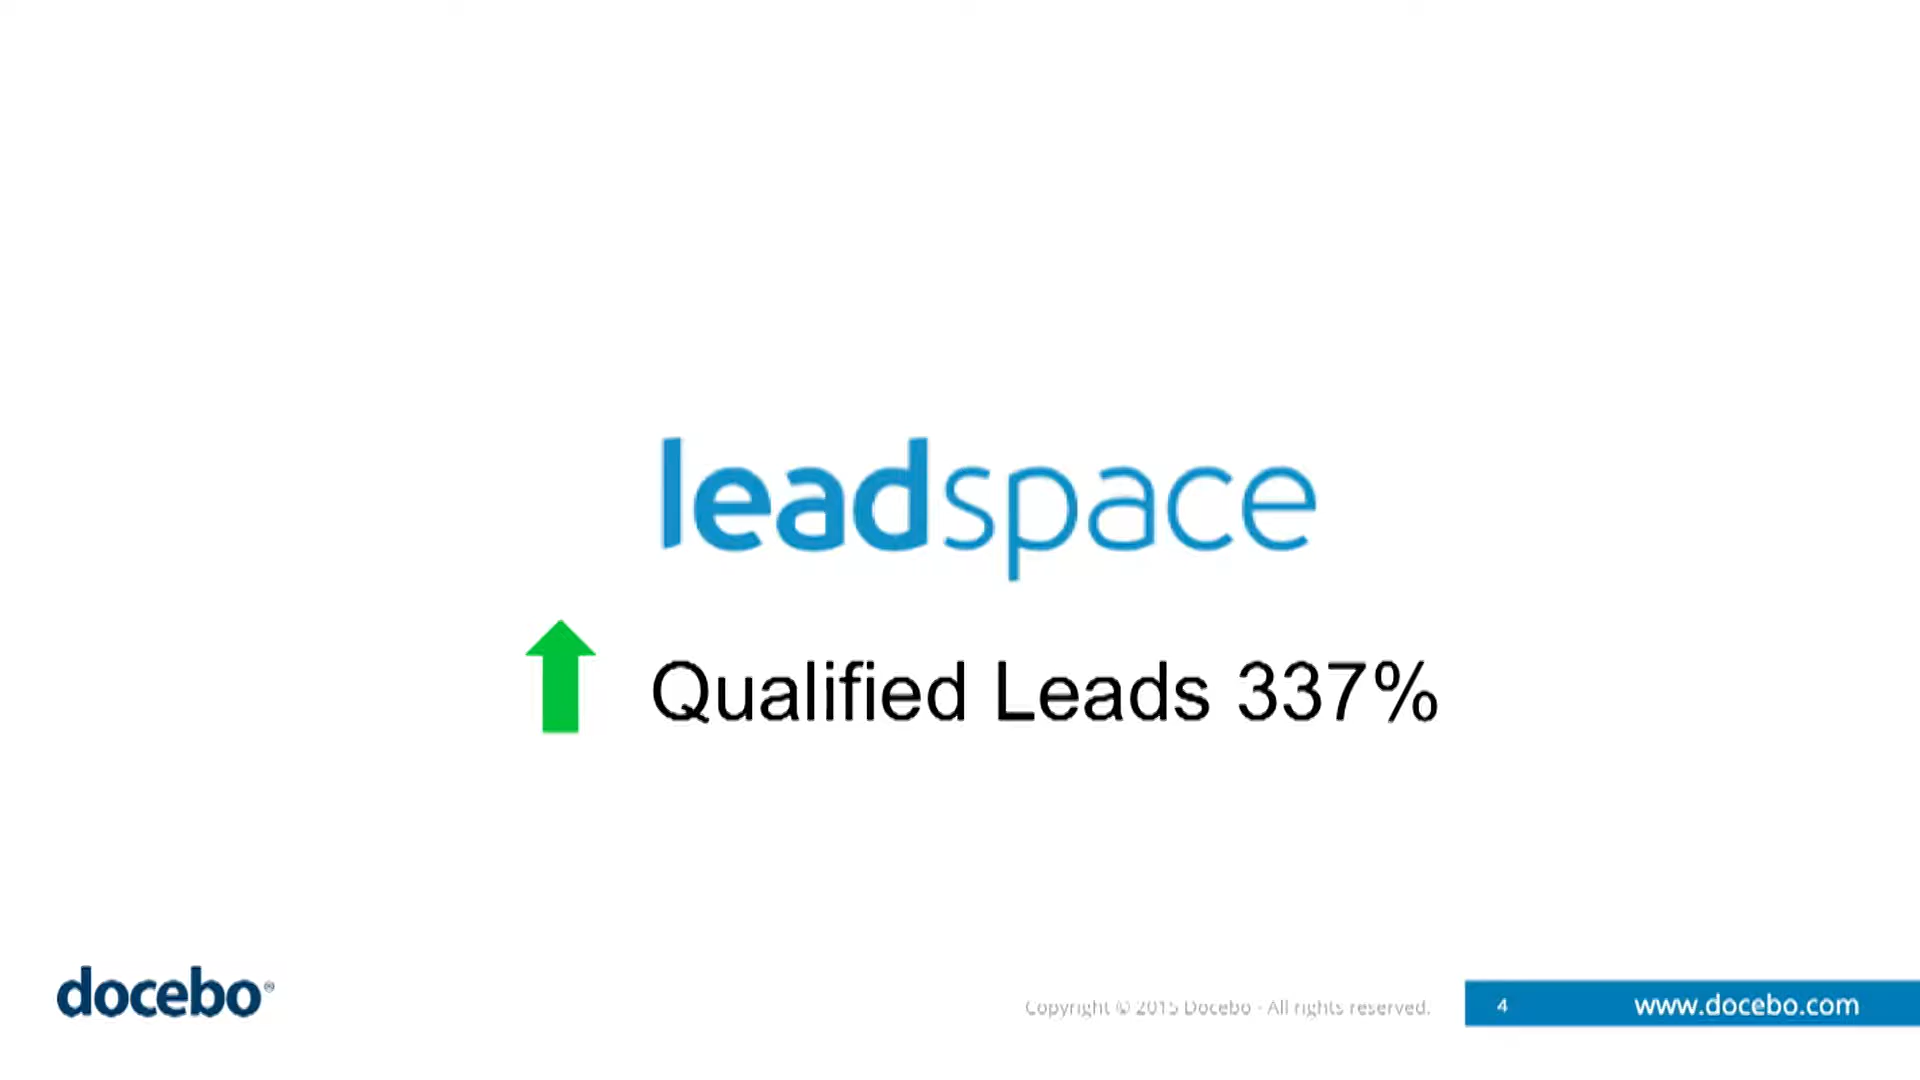 leadspace
Qualified Leads 337%
docebo®
Copyright © 2015 Docebo - All rights reserved.
4
www.docebo.com